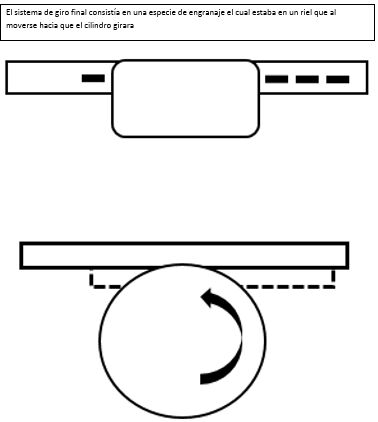 El sistema de giro final consistía en una especie de engranaje el cual estaba en un riel que al
moverse hacia que el cilindro girara